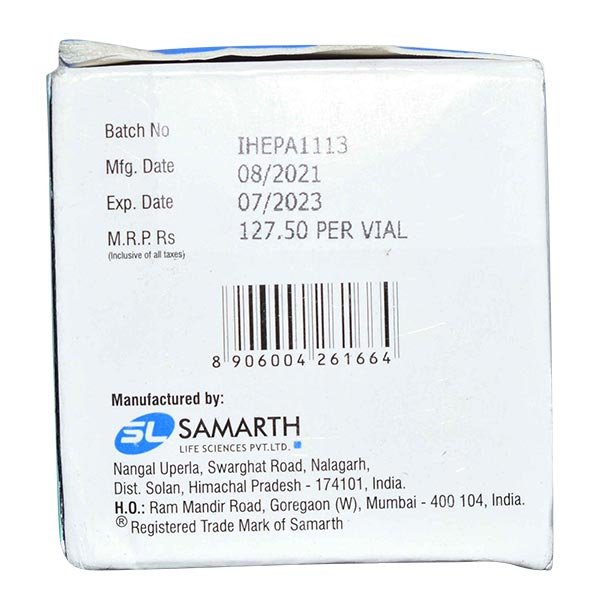 Batch No IHEPA1113
Mfg. Date 08/2021
Exp. Date 07/2023
M.R.P. Rs 127.50 PER VIAL
(Inclusive of all taxes)
8 906004 261664
Manufactured by:
SL SAMARTH
LIFE SCIENCES PVT.LTD.
Nangal Uperla, Swarghat Road, Nalagarh,
Dist. Solan, Himachal Pradesh - 174101, India.
H.O.: Ram Mandir Road, Goregaon (W), Mumbai - 400 104, India.
® Registered Trade Mark of Samarth